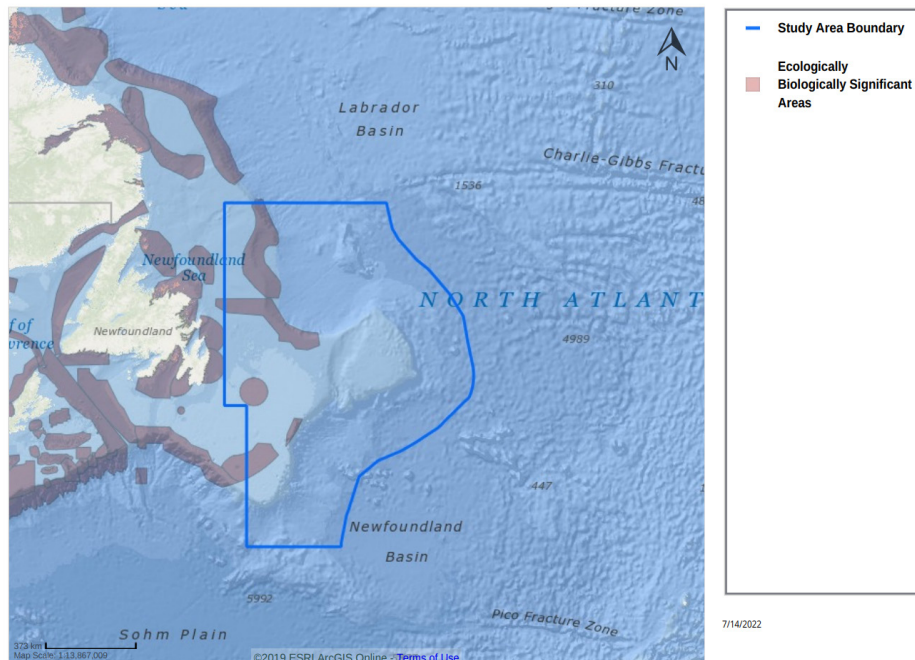 Sea
Fracture Zone
310
Labrador
Basin
Charlie-Gibbs Fractu
1536
48
Newfoundland
Sea
NORTH ATLANT
f of
wrence
Newfoundland
4989
447
Newfoundland
Basin
5992
Pico Fracture Zone
Sohm Plain
373 km
Map Scale: 1:13,867,009
©2019 ESRI ArcGIS Online - Terms of Use
N
Study Area Boundary
Ecologically
Biologically Significant
Areas
7/14/2022